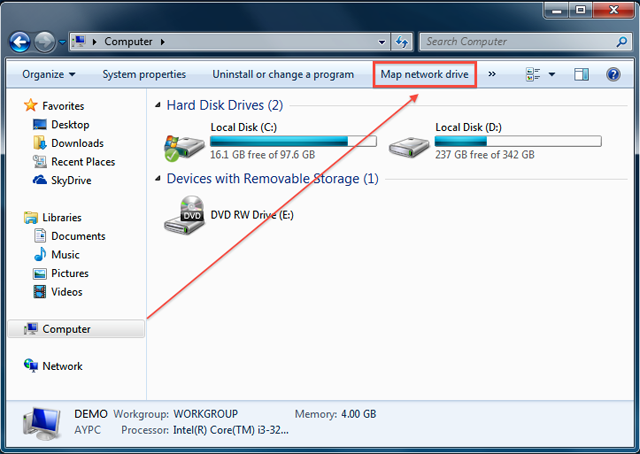 Computer
Search Computer
Organize
System properties
Uninstall or change a program
Map network drive
»
Favorites
Desktop
Downloads
Recent Places
SkyDrive
Libraries
Documents
Music
Pictures
Videos
Computer
Network
Hard Disk Drives (2)
Local Disk (C:)
16.1 GB free of 97.6 GB
Local Disk (D:)
237 GB free of 342 GB
Devices with Removable Storage (1)
DVD
DVD RW Drive (E:)
DEMO Workgroup: WORKGROUP Memory: 4.00 GB
AYPC Processor: Intel(R) Core(TM) i3-32...